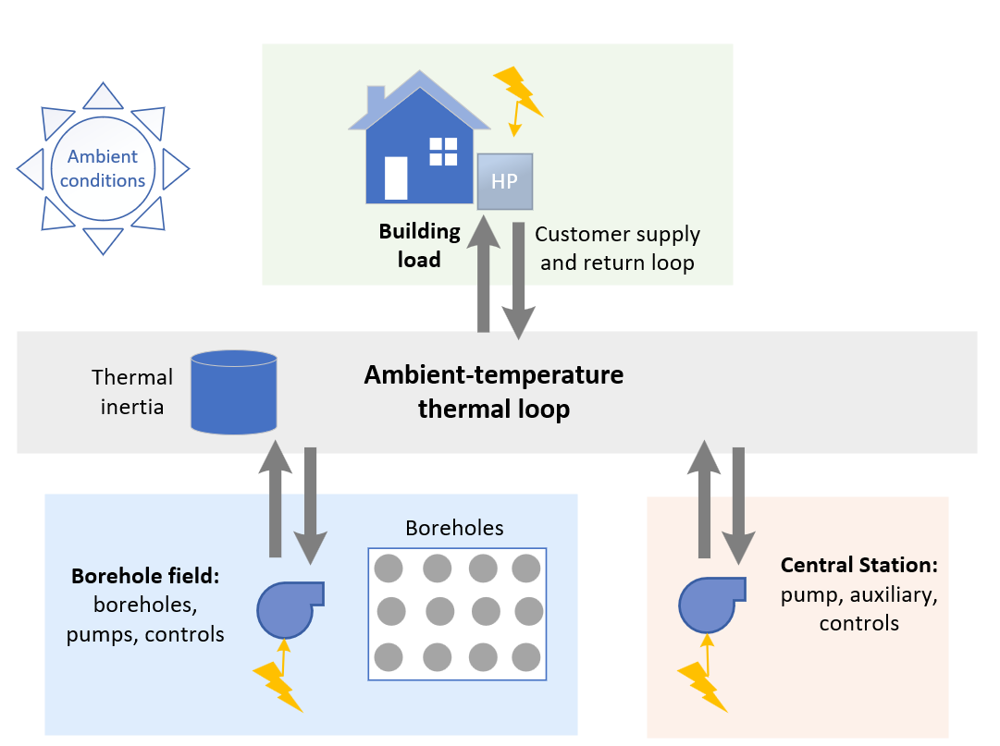 Ambient
conditions
HP
Building
load
Customer supply
and return loop
Thermal
inertia
Ambient-temperature
thermal loop
Boreholes
Borehole field:
boreholes,
pumps, controls
Central Station:
pump, auxiliary,
controls